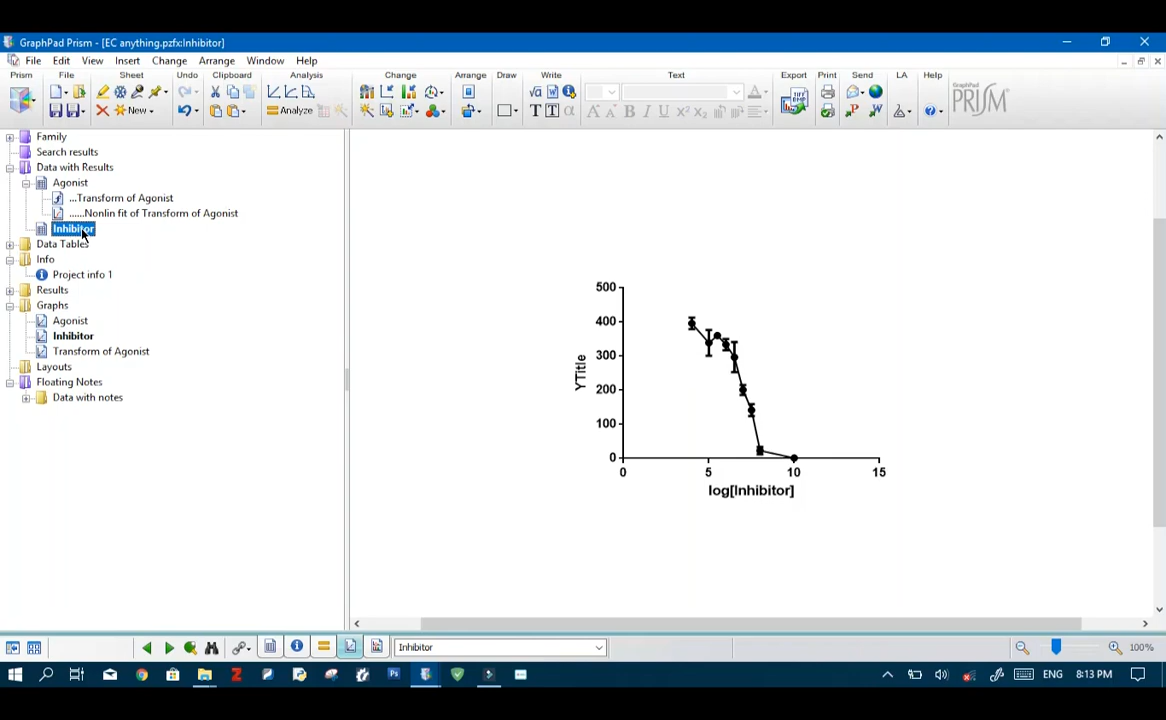 GraphPad Prism - [EC anything.pzfx:Inhibitor]
File Edit View Insert Change Arrange Window Help
Prism File Sheet Undo Clipboard Analysis Change Arrange Draw Write Text Export Print Send LA Help
New
Analyze
GraphPad
PRISM
Family
Search results
Data with Results
Agonist
...Transform of Agonist
......Nonlin fit of Transform of Agonist
Inhibitor
Data Tables
Info
Project info 1
Results
Graphs
Agonist
Inhibitor
Transform of Agonist
Layouts
Floating Notes
Data with notes
500
400
300
200
100
0
YTitle
0 5 10 15
log[Inhibitor]
Inhibitor
100%
ENG 8:13 PM